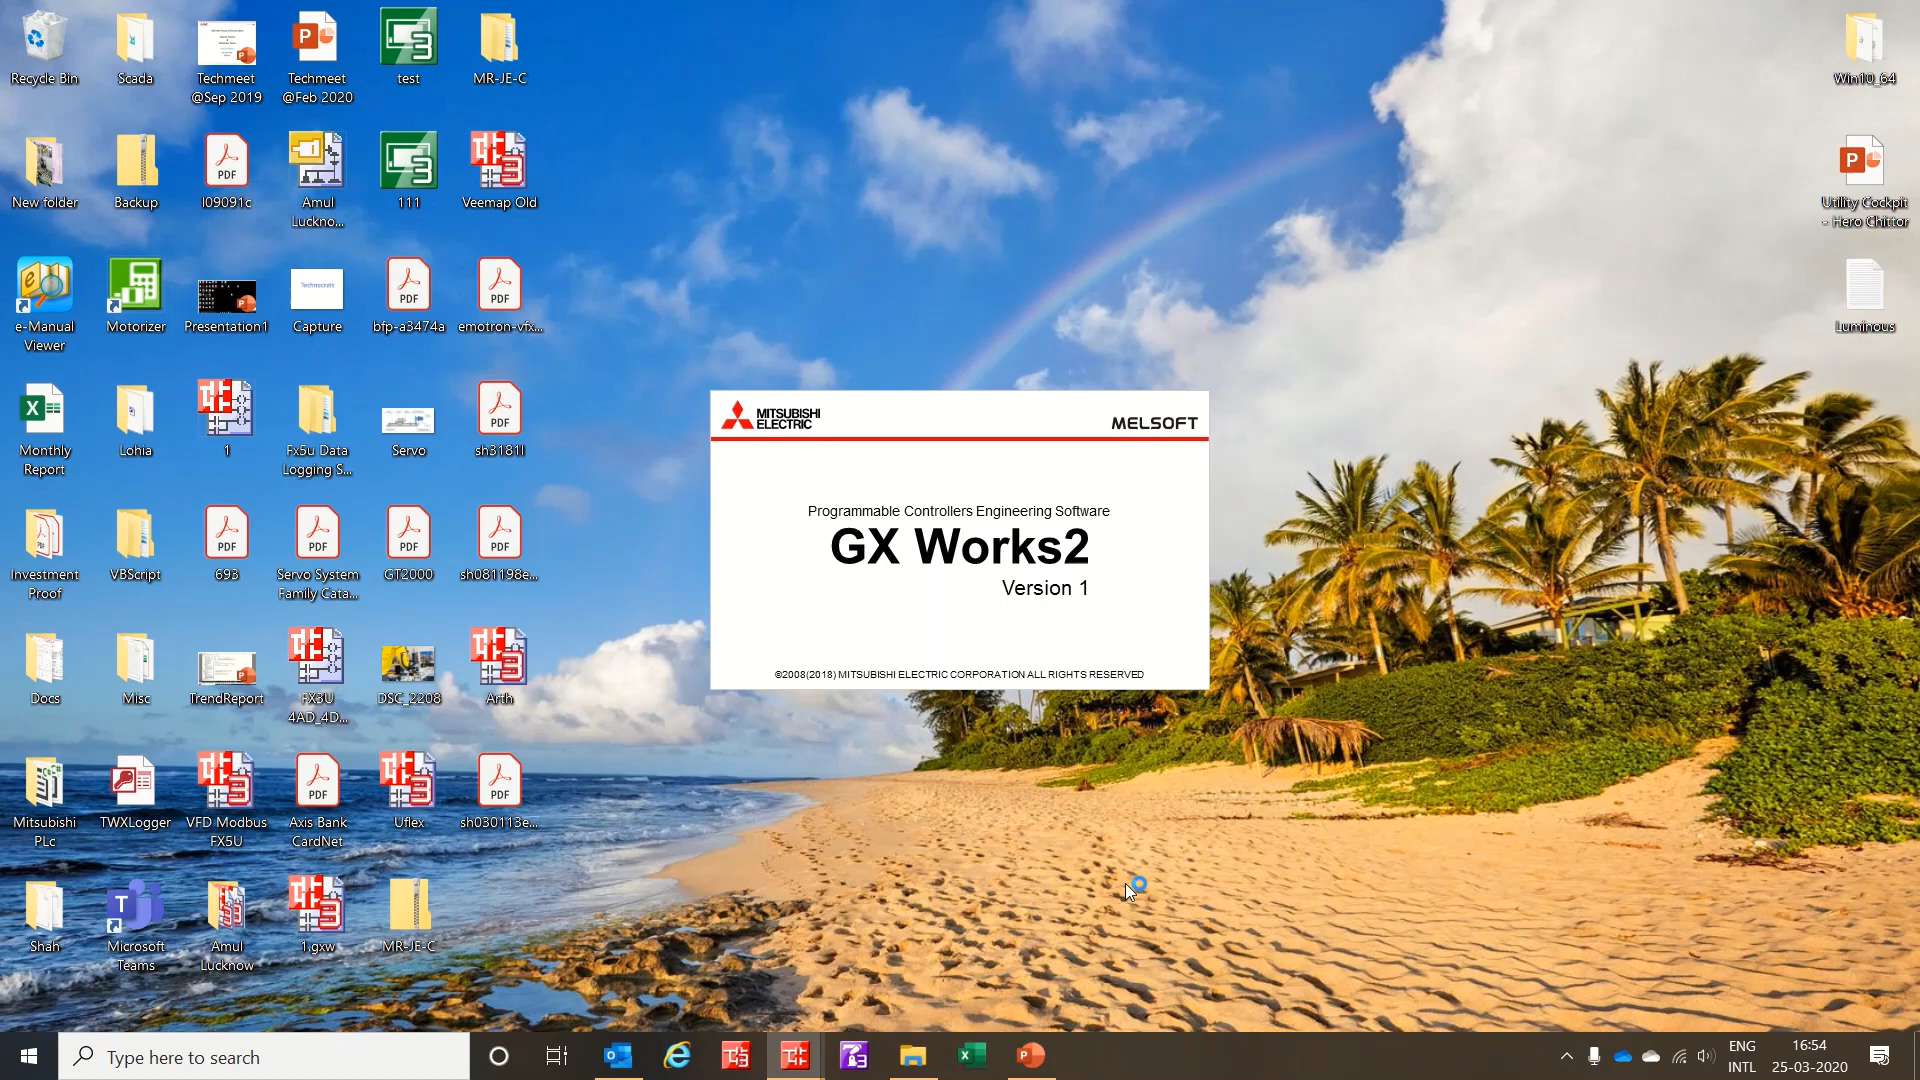 Recycle Bin
Scada
Techmeet
@Sep 2019
Techmeet
@Feb 2020
test
MR-JE-C
Win10_64
New folder
Backup
l09091c
Amul
Luckno...
111
Veemap Old
Utility Cockpit
- Hero Chittor
e-Manual
Viewer
Motorizer
Presentation1
Technocrats
Capture
bfp-a3474a
emotron-vfx...
Luminous
Monthly
Report
Lohia
1
Fx5u Data
Logging S...
Servo
sh3181l
MITSUBISHI
ELECTRIC
MELSOFT
Programmable Controllers Engineering Software
GX Works2
Version 1
©2008(2018) MITSUBISHI ELECTRIC CORPORATION ALL RIGHTS RESERVED
Investment
Proof
VBScript
693
Servo System
Family Cata...
GT2000
sh081198e...
Docs
Misc
TrendReport
FX3U
4AD_4D...
DSC_2208
Arth
Mitsubishi
PLc
TWXLogger
VFD Modbus
FX5U
Axis Bank
CardNet
Uflex
sh030113e...
Shah
Microsoft
Teams
Amul
Lucknow
1.gxw
MR-JE-C
Type here to search
ENG
INTL
16:54
25-03-2020